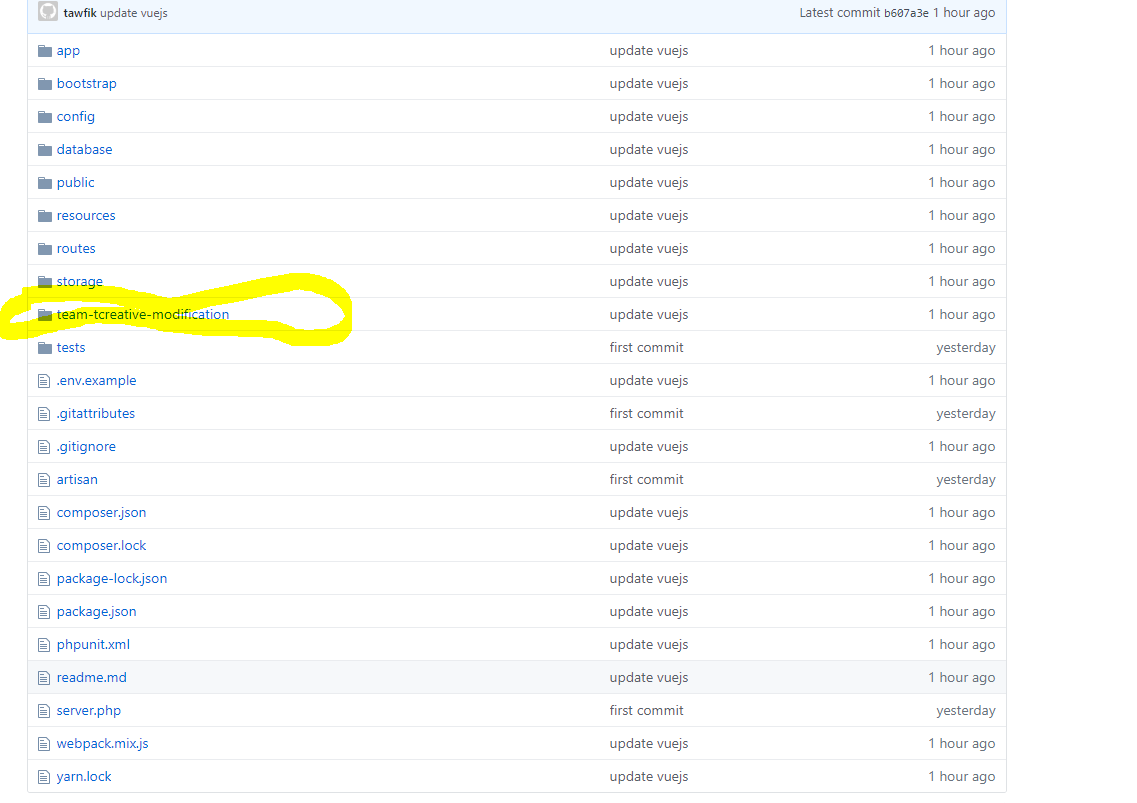 tawfik update vuejs Latest commit b607a3e 1 hour ago
app update vuejs 1 hour ago
bootstrap update vuejs 1 hour ago
config update vuejs 1 hour ago
database update vuejs 1 hour ago
public update vuejs 1 hour ago
resources update vuejs 1 hour ago
routes update vuejs 1 hour ago
storage update vuejs 1 hour ago
team-tcreative-modification update vuejs 1 hour ago
tests first commit yesterday
.env.example update vuejs 1 hour ago
.gitattributes first commit yesterday
.gitignore update vuejs 1 hour ago
artisan first commit yesterday
composer.json update vuejs 1 hour ago
composer.lock update vuejs 1 hour ago
package-lock.json update vuejs 1 hour ago
package.json update vuejs 1 hour ago
phpunit.xml update vuejs 1 hour ago
readme.md update vuejs 1 hour ago
server.php first commit yesterday
webpack.mix.js update vuejs 1 hour ago
yarn.lock update vuejs 1 hour ago